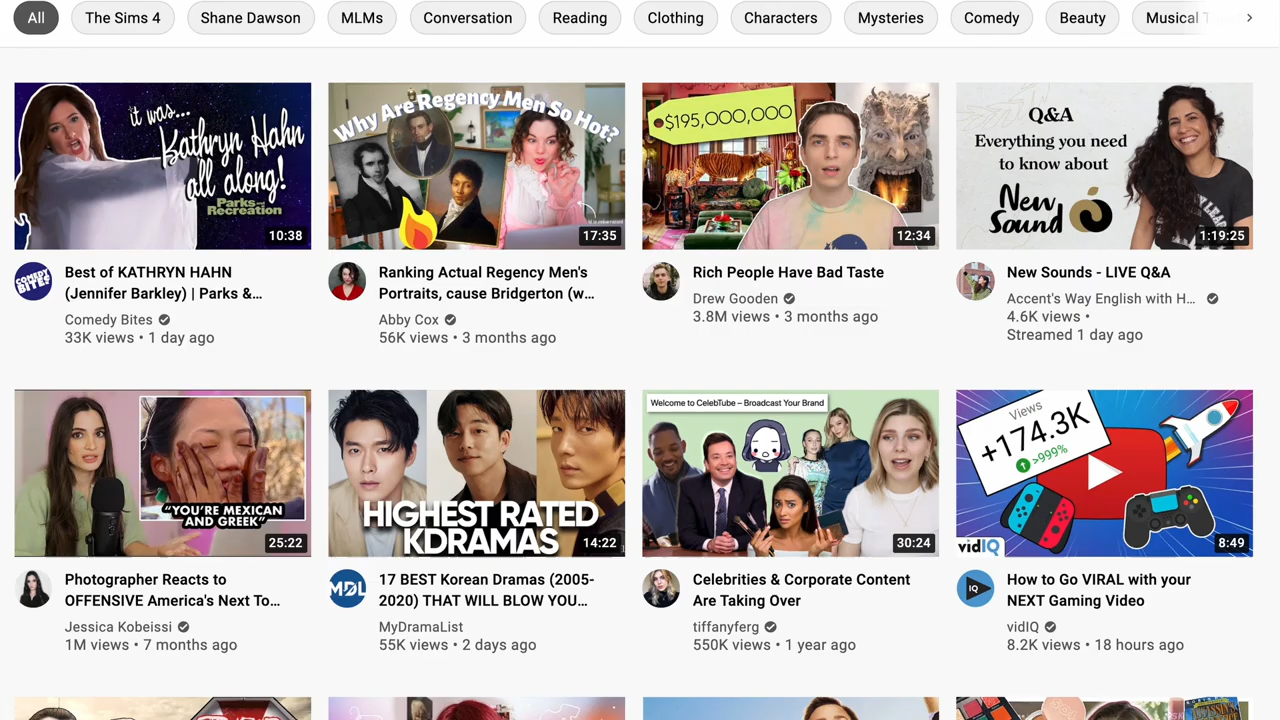 All
The Sims 4
Shane Dawson
MLMs
Conversation
Reading
Clothing
Characters
Mysteries
Comedy
Beauty
Musical
it was...
Kathryn Hahn
all along!
Parks and
Recreation
10:38
Why Are Regency Men So Hot?
17:35
$195,000,000
12:34
Q&A
Everything you need
to know about
New
Sound
1:19:25
COMEDY
BITES
Best of KATHRYN HAHN
(Jennifer Barkley) | Parks &...
Comedy Bites
33K views • 1 day ago
Ranking Actual Regency Men's
Portraits, cause Bridgerton (w...
Abby Cox
56K views • 3 months ago
Rich People Have Bad Taste
Drew Gooden
3.8M views • 3 months ago
New Sounds - LIVE Q&A
Accent's Way English with H...
4.6K views •
Streamed 1 day ago
"YOU'RE MEXICAN
AND GREEK"
25:22
HIGHEST RATED
KDRAMAS
14:22
Welcome to CelebTube – Broadcast Your Brand
30:24
Views
+174.3K
>999%
vidIQ
8:49
Photographer Reacts to
OFFENSIVE America's Next To...
Jessica Kobeissi
1M views • 7 months ago
MDL
17 BEST Korean Dramas (2005-
2020) THAT WILL BLOW YOU...
MyDramaList
55K views • 2 days ago
Celebrities & Corporate Content
Are Taking Over
tiffanyferg
550K views • 1 year ago
IQ
How to Go VIRAL with your
NEXT Gaming Video
vidIQ
8.2K views • 18 hours ago